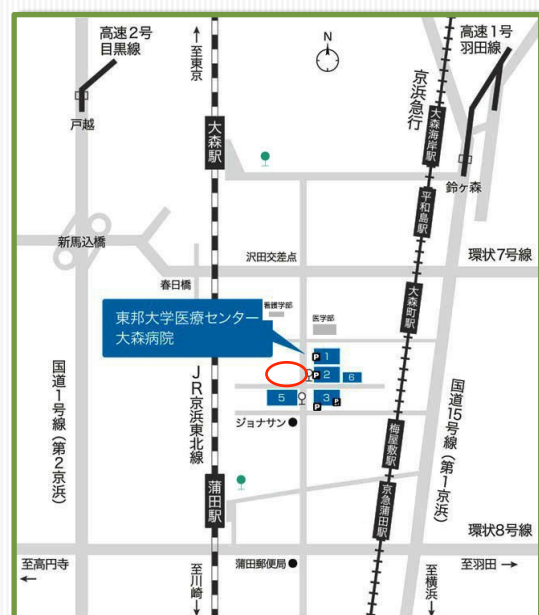 高速2号
目黒線
戸越
↑至東京
N
高速1号
羽田線
京浜急行
大森海岸駅
大森駅
鈴ヶ森
平和島駅
新馬込橋
沢田交差点
環状7号線
春日橋
大森町駅
看護学部
医学部
東邦大学医療センター
大森病院
P 1
P 2
6
5
3
P
P
国道1号線(第2京浜)
JR京浜東北線
国道15号線(第1京浜)
ジョナサン
梅屋敷駅
蒲田駅
京急蒲田駅
環状8号線
至高円寺
←
至川崎↓
蒲田郵便局
至横浜↓
至羽田 →